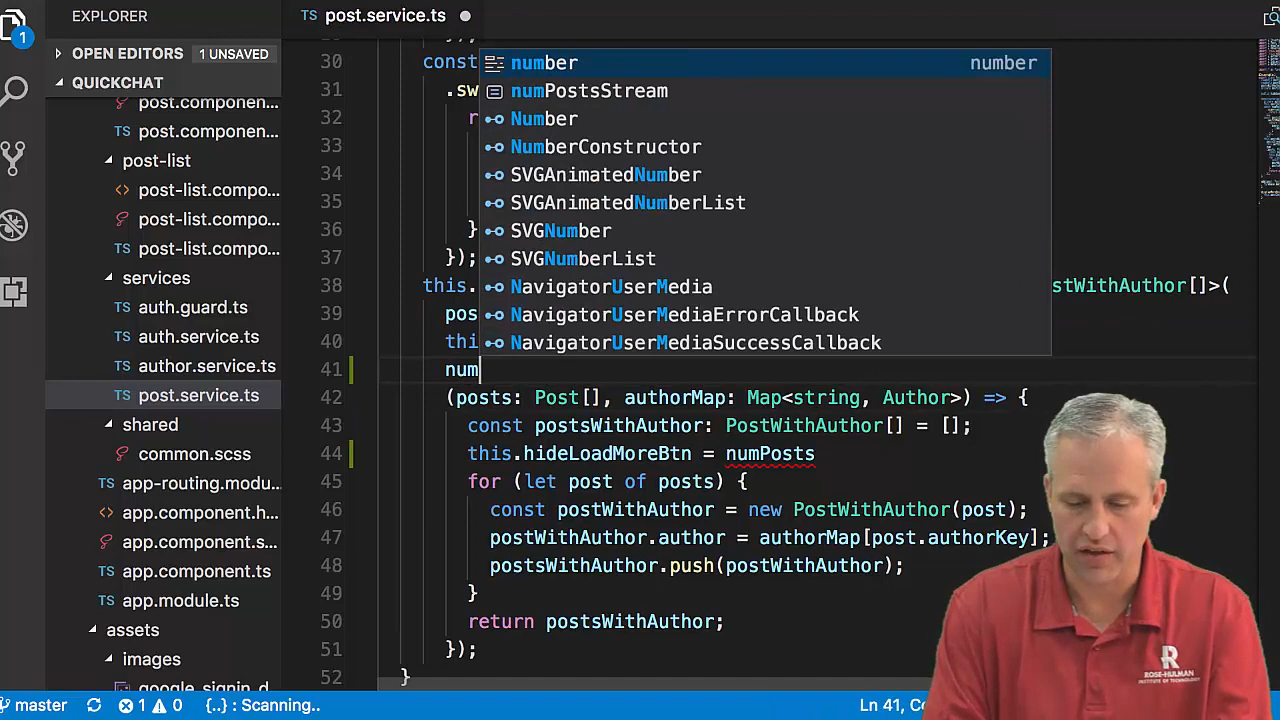 EXPLORER
TS post.service.ts
1
OPEN EDITORS 1 UNSAVED
QUICKCHAT
post.componen...
TS post.componen...
post-list
post-list.compo...
post-list.compo...
TS post-list.compo...
services
TS auth.guard.ts
TS auth.service.ts
TS author.service.ts
TS post.service.ts
shared
common.scss
TS app-routing.modu...
app.component.h...
app.component.s...
TS app.component.ts
TS app.module.ts
assets
images
google_signin_d
number number
numPostsStream
Number
NumberConstructor
SVGAnimatedNumber
SVGAnimatedNumberList
SVGNumber
SVGNumberList
NavigatorUserMedia
NavigatorUserMediaErrorCallback
NavigatorUserMediaSuccessCallback
30 const
31 .sw
32 r
33
34
35
36 }
37 });
38 this. stWithAuthor[]>(
39 pos
40 thi
41 num
42 (posts: Post[], authorMap: Map<string, Author>) => {
43 const postsWithAuthor: PostWithAuthor[] = [];
44 this.hideLoadMoreBtn = numPosts
45 for (let post of posts) {
46 const postWithAuthor = new PostWithAuthor(post);
47 postWithAuthor.author = authorMap[post.authorKey];
48 postsWithAuthor.push(postWithAuthor);
49 }
50 return postsWithAuthor;
51 });
52 }
ROSE-HULMAN
INSTITUTE OF TECHNOLOGY
master 1 0 {..} : Scanning.. Ln 41, Co